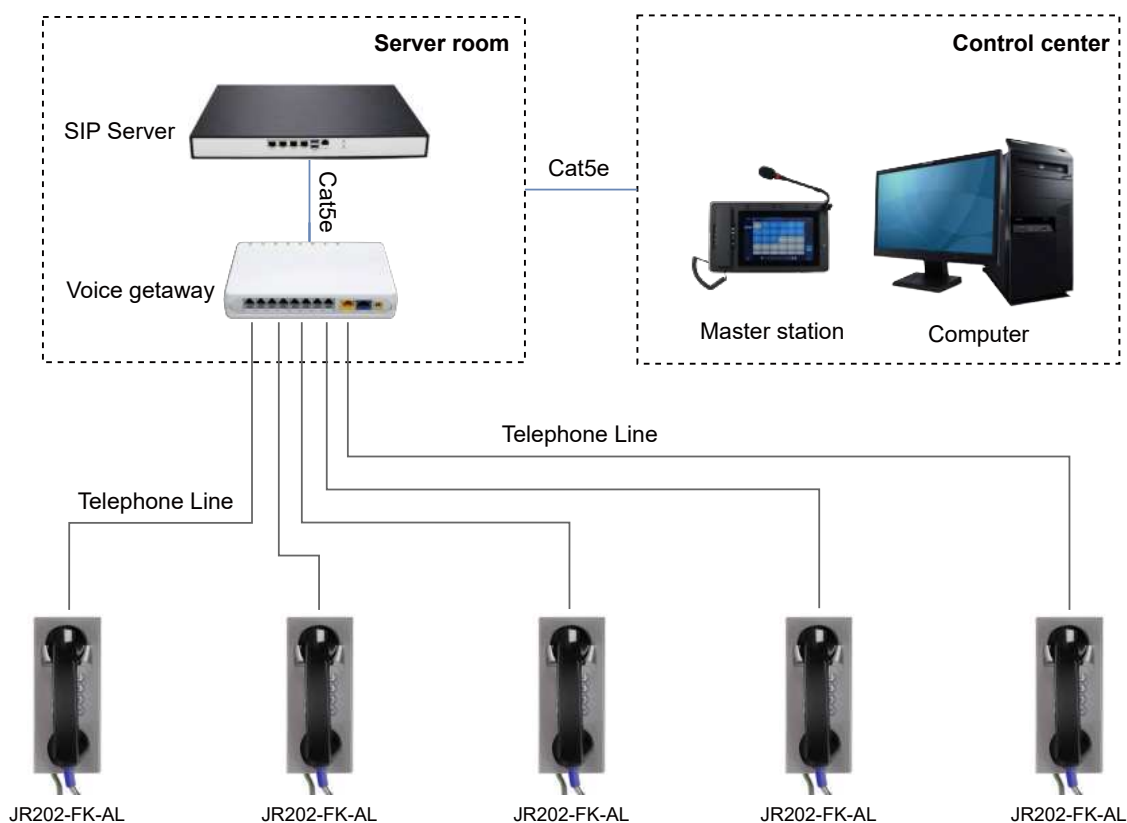 Server room
Control center
SIP Server
Cat5e
Cat5e
Voice getaway
Master station
Computer
Telephone Line
Telephone Line
JR202-FK-AL
JR202-FK-AL
JR202-FK-AL
JR202-FK-AL
JR202-FK-AL